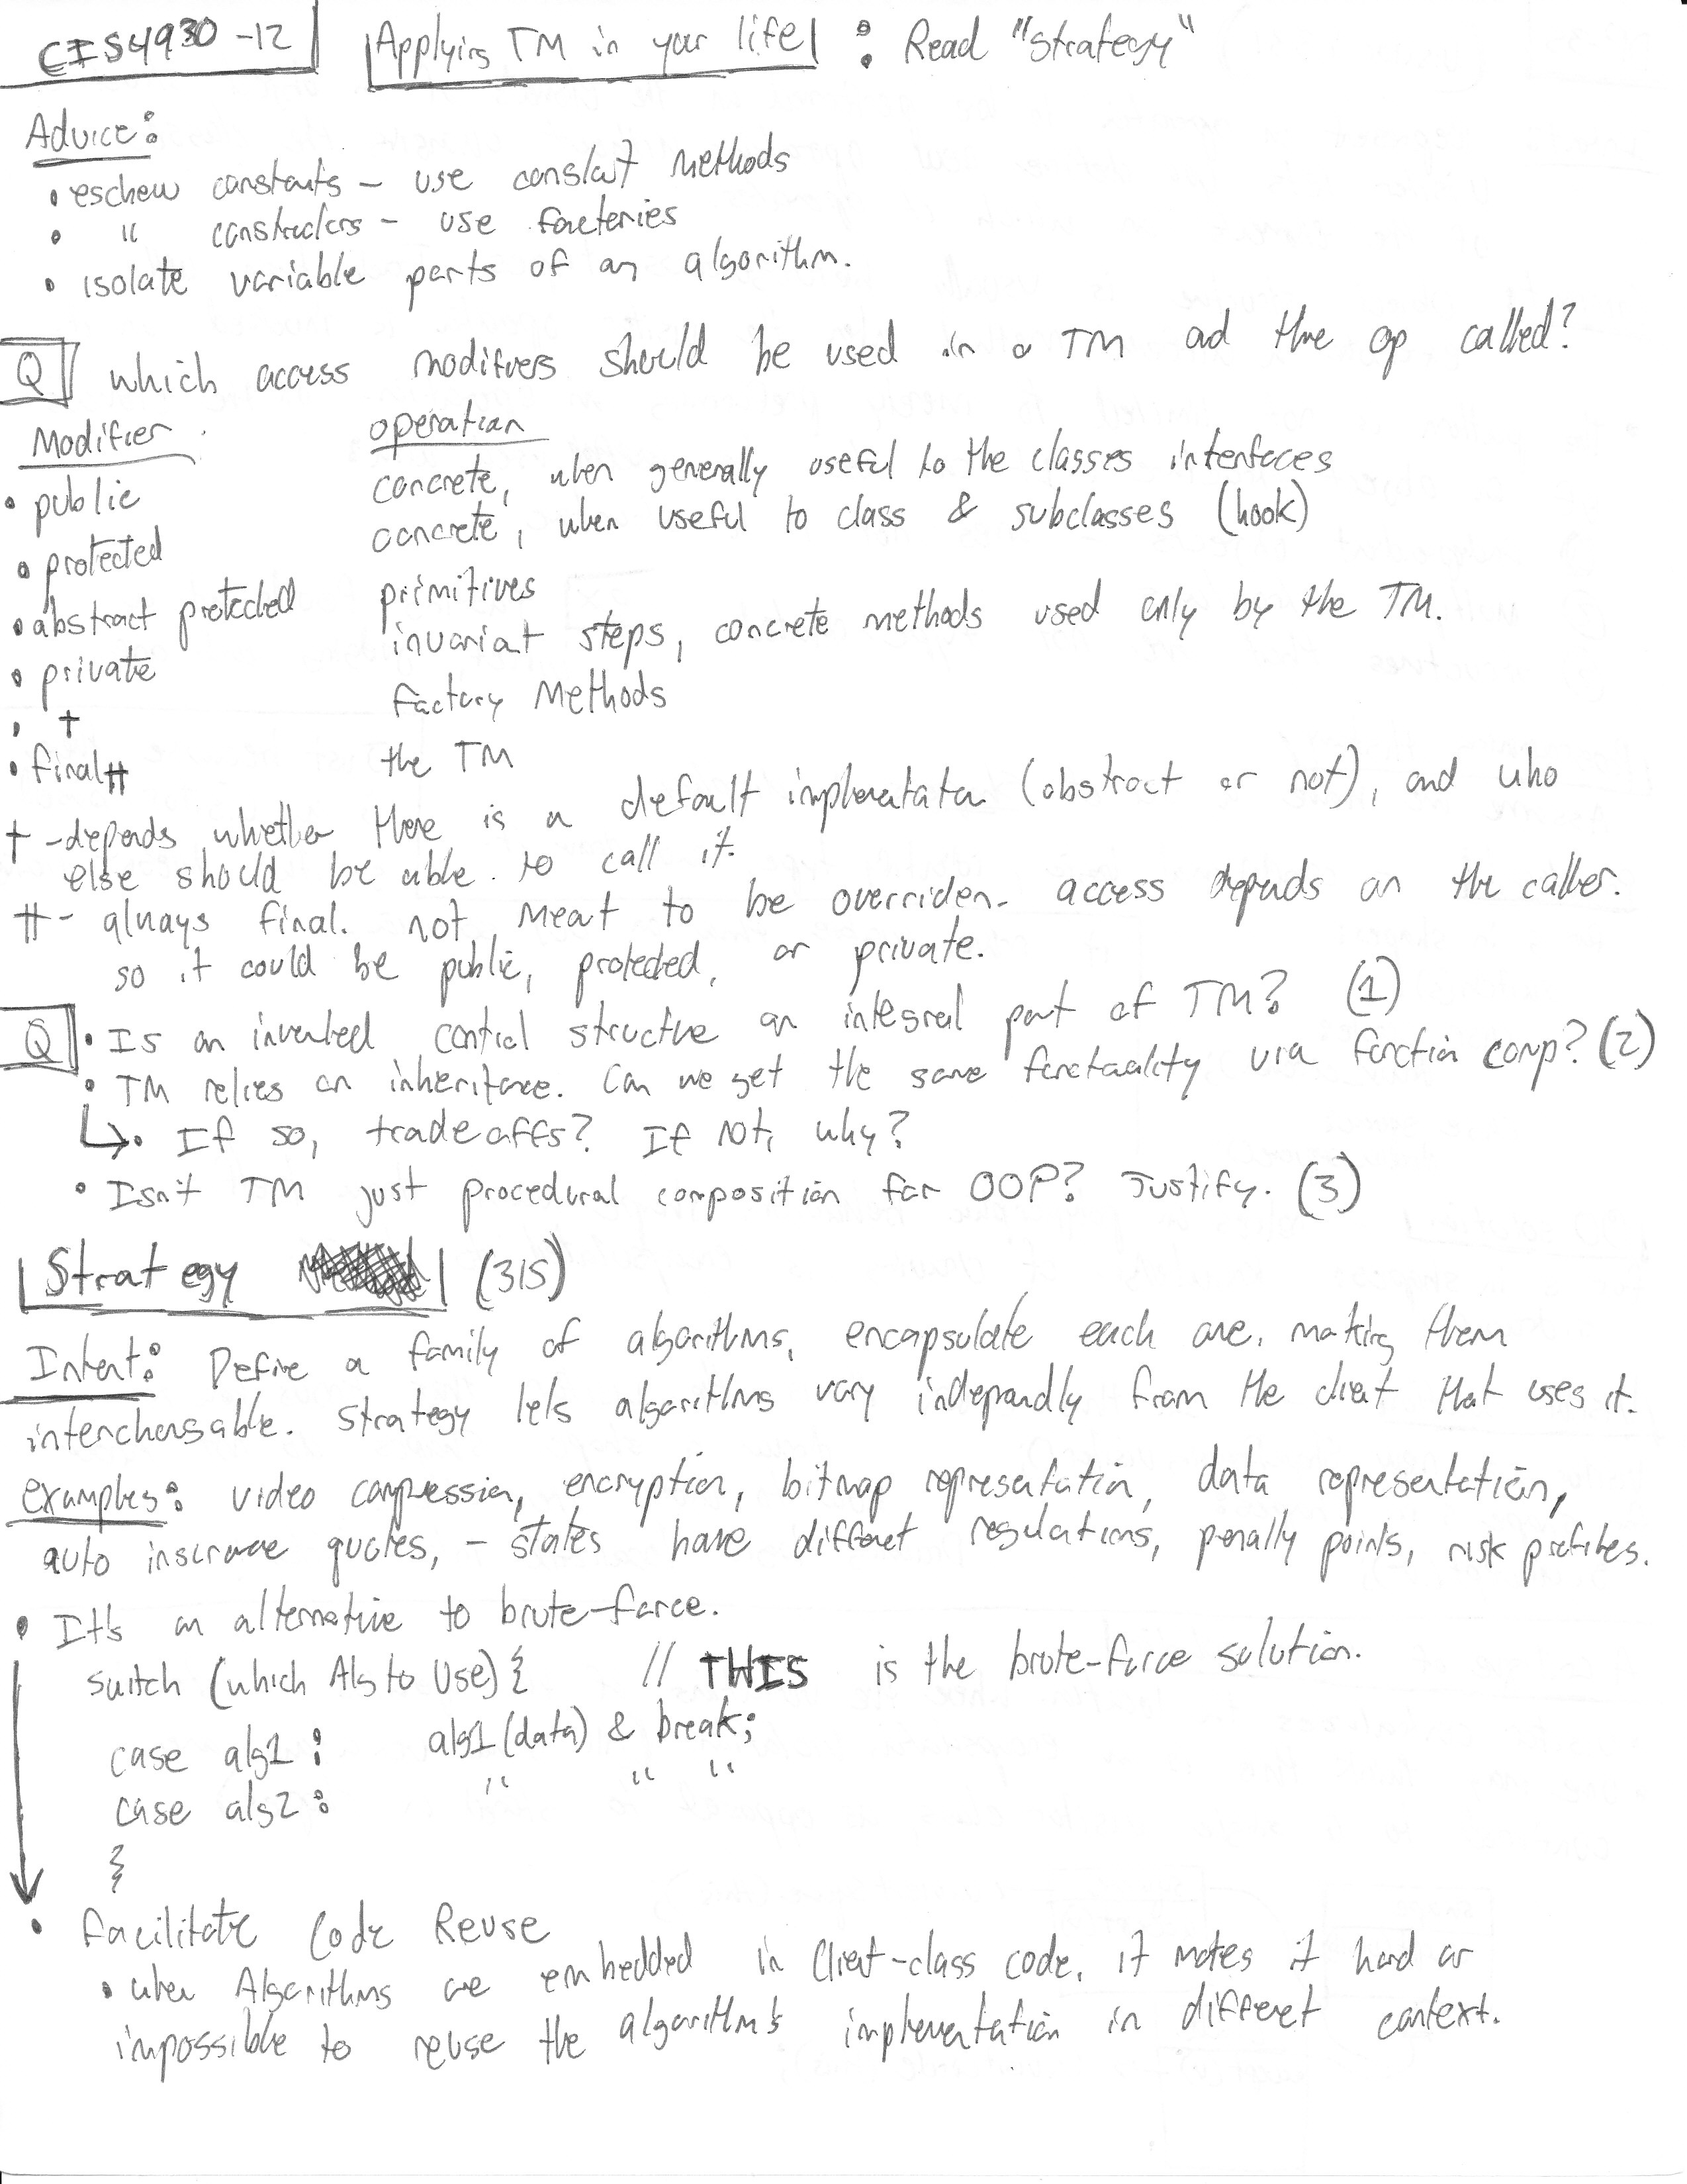 CIS4930-12 Applying TM in your life : Read "Strategy"
Advice:
• eschew constants - use constant methods
• " constructors - use factories
• isolate variable parts of an algorithm.
Q which access modifiers should be used in a TM and the op called?
Modifier operation
• public concrete, when generally useful to the classes interfaces
• protected concrete, when useful to class & subclasses (hook)
• abstract protected primitives
• private invariant steps, concrete methods used only by the TM.
• † factory Methods
• final‡ the TM
† - depends whether there is a default implementation (abstract or not), and who
else should be able to call it.
‡ - always final. not meant to be overriden. access depends on the caller.
so it could be public, protected, or private.
Q • Is an inverted control structure an integral part of TM? (1)
• TM relies on inheritance. Can we get the same functionality via function comp? (2)
↳• If so, tradeoffs? If Not, why?
• Isn't TM just procedural composition for OOP? Justify. (3)
Strategy (315)
Intent: Define a family of algorithms, encapsulate each one, making them
interchangable. Strategy lets algorithms vary independly from the client that uses it.
examples: video compression, encryption, bitmap representation, data representation,
auto insurance quotes, - states have different regulations, penally points, risk profiles.
• It's an alternative to brute-force.
switch (which Alg to Use) { // THIS is the brute-force solution.
case alg1 : alg1(data) & break;
case alg2 : " " "
}
• Facilitate Code Reuse
• when Algorithms are embedded in Client-class code, it makes it hard or
impossible to reuse the algorithm's implementation in different context.